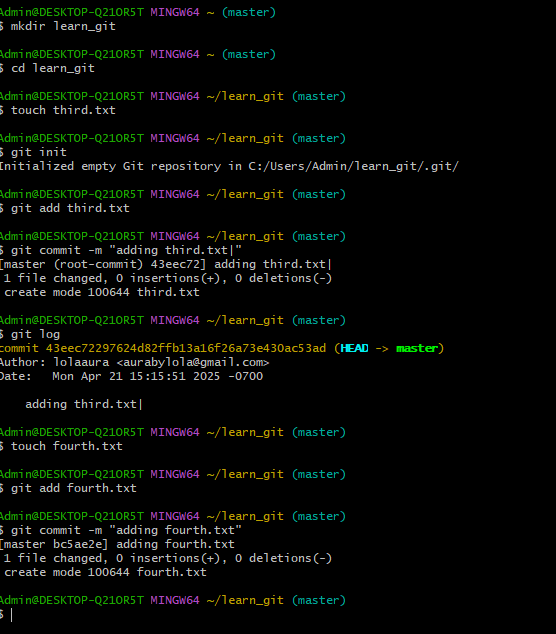 Admin@DESKTOP-Q21OR5T MINGW64 ~ (master)
$ mkdir learn_git
Admin@DESKTOP-Q21OR5T MINGW64 ~ (master)
$ cd learn_git
Admin@DESKTOP-Q21OR5T MINGW64 ~/learn_git (master)
$ touch third.txt
Admin@DESKTOP-Q21OR5T MINGW64 ~/learn_git (master)
$ git init
Initialized empty Git repository in C:/Users/Admin/learn_git/.git/
Admin@DESKTOP-Q21OR5T MINGW64 ~/learn_git (master)
$ git add third.txt
Admin@DESKTOP-Q21OR5T MINGW64 ~/learn_git (master)
$ git commit -m "adding third.txt|"
[master (root-commit) 43eec72] adding third.txt|
1 file changed, 0 insertions(+), 0 deletions(-)
create mode 100644 third.txt
Admin@DESKTOP-Q21OR5T MINGW64 ~/learn_git (master)
$ git log
commit 43eec72297624d82ffb13a16f26a73e430ac53ad (HEAD -> master)
Author: lolaaura <aurabylola@gmail.com>
Date:   Mon Apr 21 15:15:51 2025 -0700
adding third.txt|
Admin@DESKTOP-Q21OR5T MINGW64 ~/learn_git (master)
$ touch fourth.txt
Admin@DESKTOP-Q21OR5T MINGW64 ~/learn_git (master)
$ git add fourth.txt
Admin@DESKTOP-Q21OR5T MINGW64 ~/learn_git (master)
$ git commit -m "adding fourth.txt"
[master bc5ae2e] adding fourth.txt
1 file changed, 0 insertions(+), 0 deletions(-)
create mode 100644 fourth.txt
Admin@DESKTOP-Q21OR5T MINGW64 ~/learn_git (master)
$